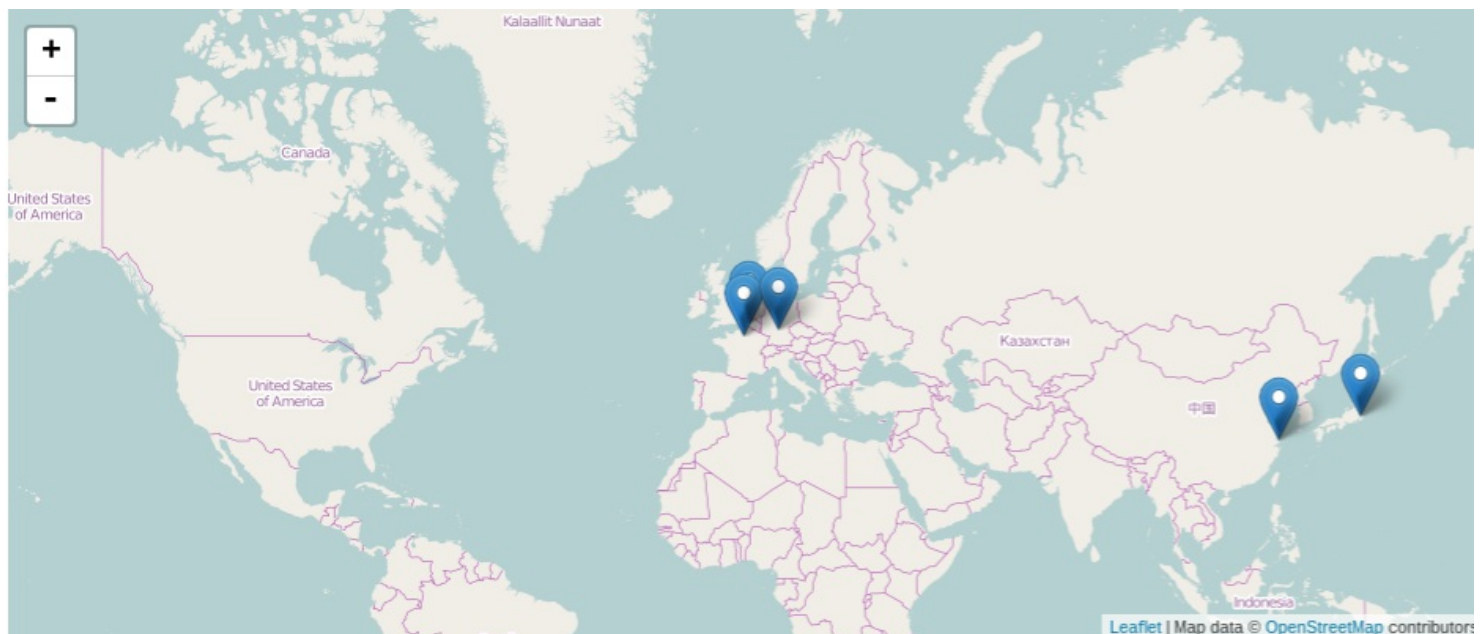 Kalaallit Nunaat
+
-
Canada
United States
of America
Казахстан
United States
of America
中国
Indonesia
Leaflet | Map data © OpenStreetMap contributors